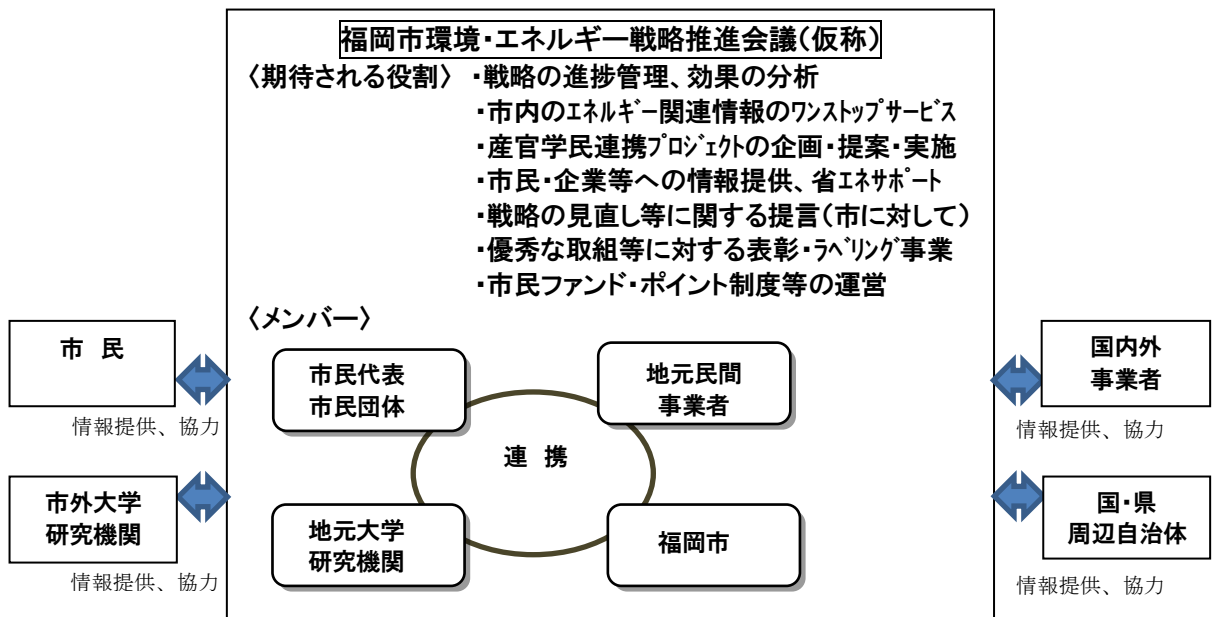 福岡市環境・エネルギー戦略推進会議(仮称)
〈期待される役割〉 ・戦略の進捗管理、効果の分析
・市内のｴﾈﾙｷﾞｰ関連情報のﾜﾝｽﾄｯﾌﾟｻｰﾋﾞｽ
・産官学民連携ﾌﾟﾛｼﾞｪｸﾄの企画・提案・実施
・市民・企業等への情報提供、省ｴﾈｻﾎﾟｰﾄ
・戦略の見直し等に関する提言(市に対して)
・優秀な取組等に対する表彰・ﾗﾍﾞﾘﾝｸﾞ事業
・市民ファンド・ポイント制度等の運営
〈メンバー〉
市 民
情報提供、協力
市外大学
研究機関
情報提供、協力
市民代表
市民団体
地元民間
事業者
連 携
地元大学
研究機関
福岡市
国内外
事業者
情報提供、協力
国・県
周辺自治体
情報提供、協力